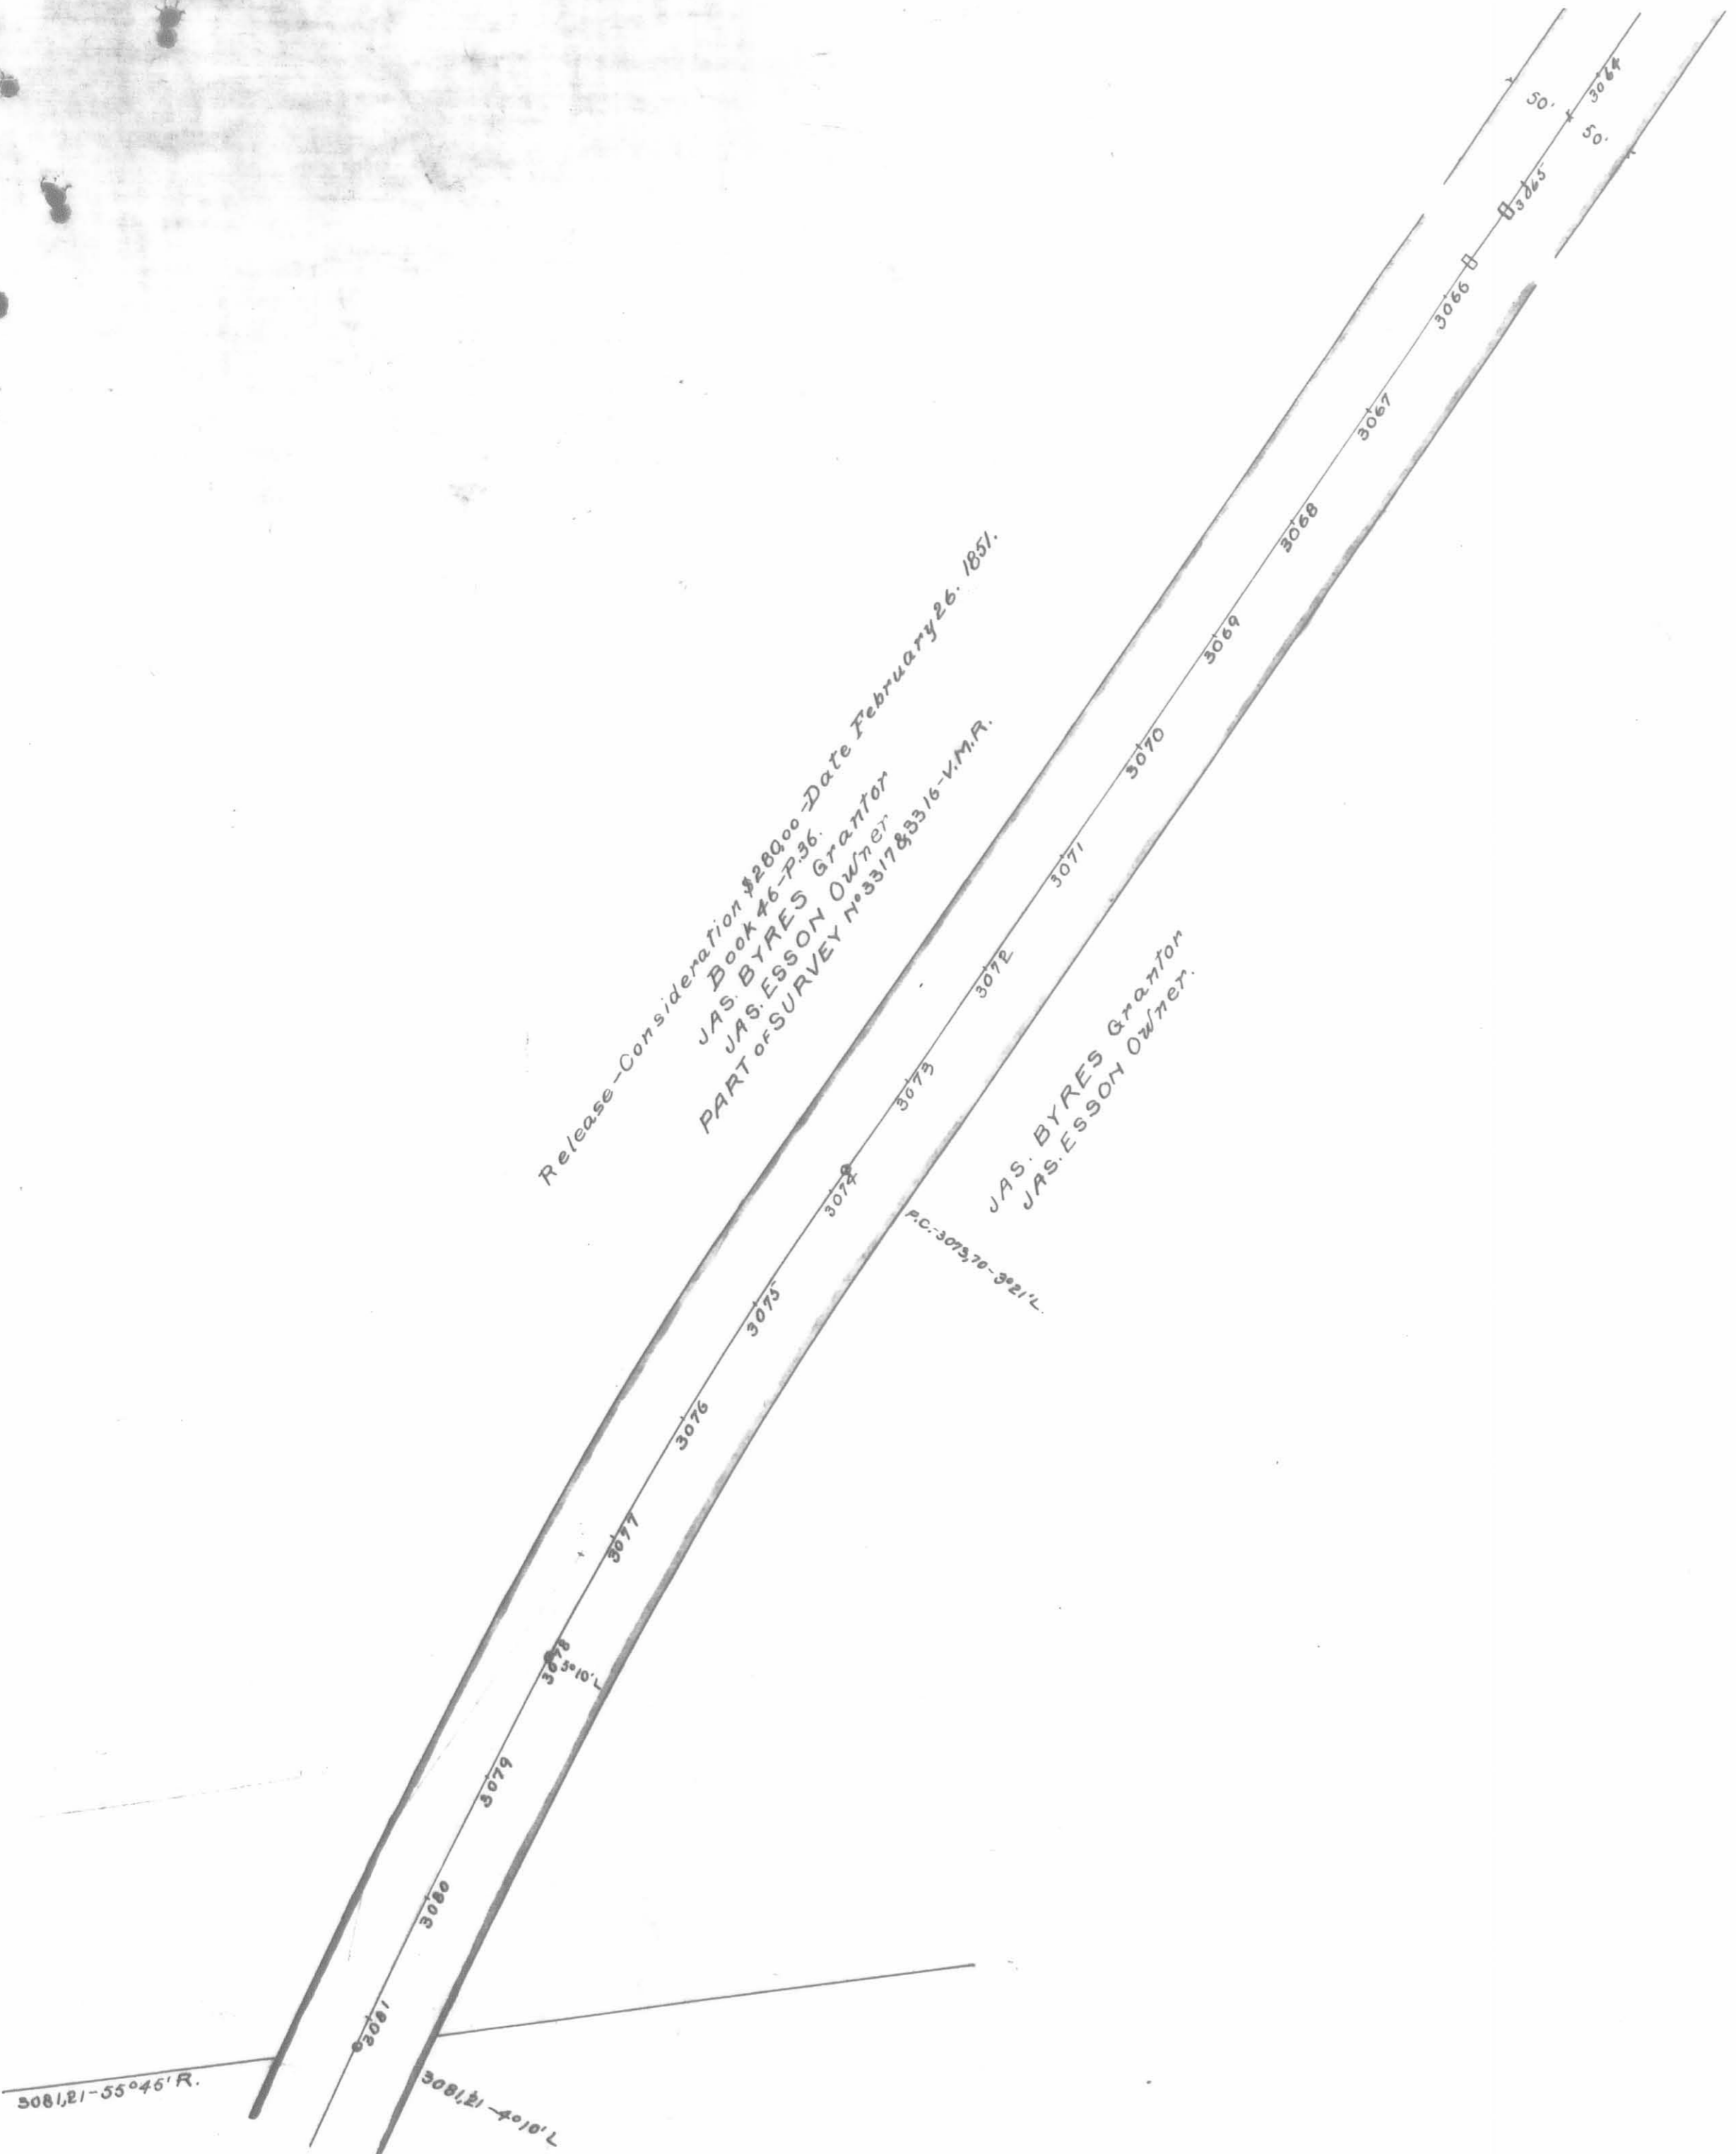 3064
50'
50'
3065
3066
3067
3068
3069
3070
3071
3072
3073
3074
3075
3076
3077
3078
5°10'L
3079
3080
3081
Release-Consideration $280,00-Date February 26. 1851.
Book 46-P.36.
JAS. BYRES Grantor
JAS. ESSON Owner
PART OF SURVEY No 3317 & 3316-V.M.R.
JAS. BYRES Grantor
JAS. ESSON Owner.
P.C.-3073,70-3°21'L.
3081,21-55°45'R.
3081,21-4°10'L